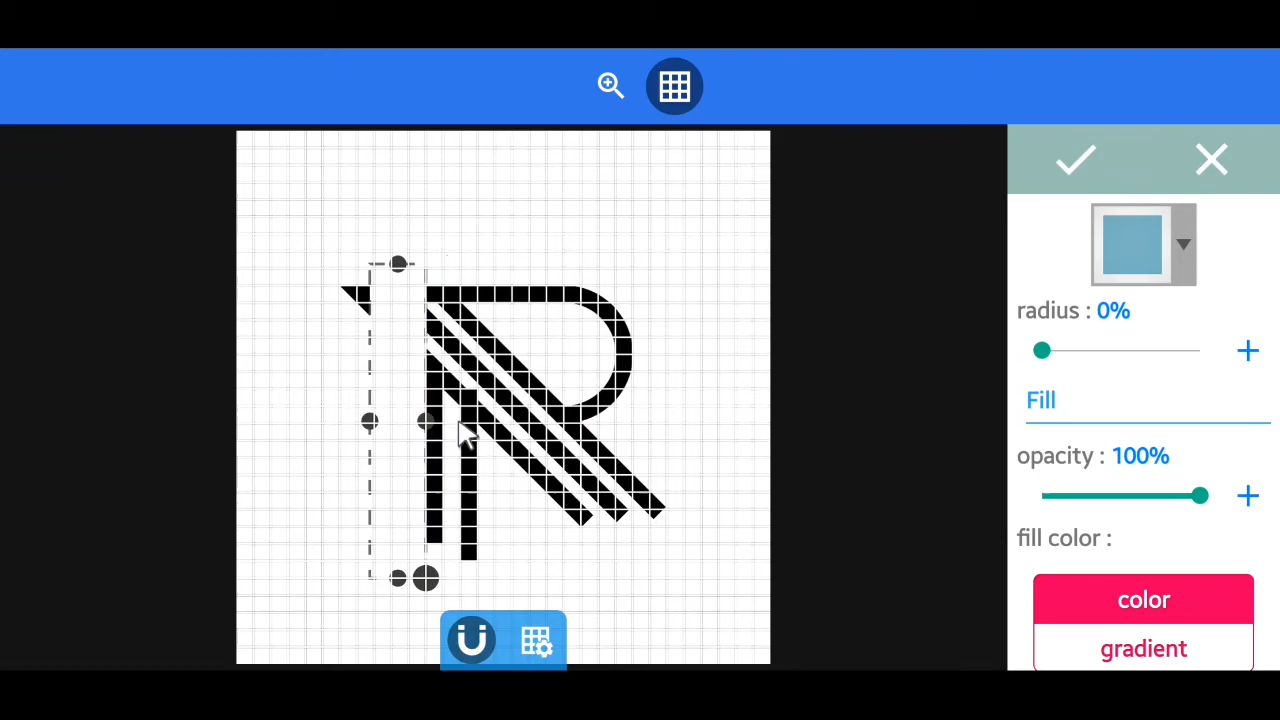 R
radius : 0%
Fill
opacity : 100%
fill color :
color
gradient